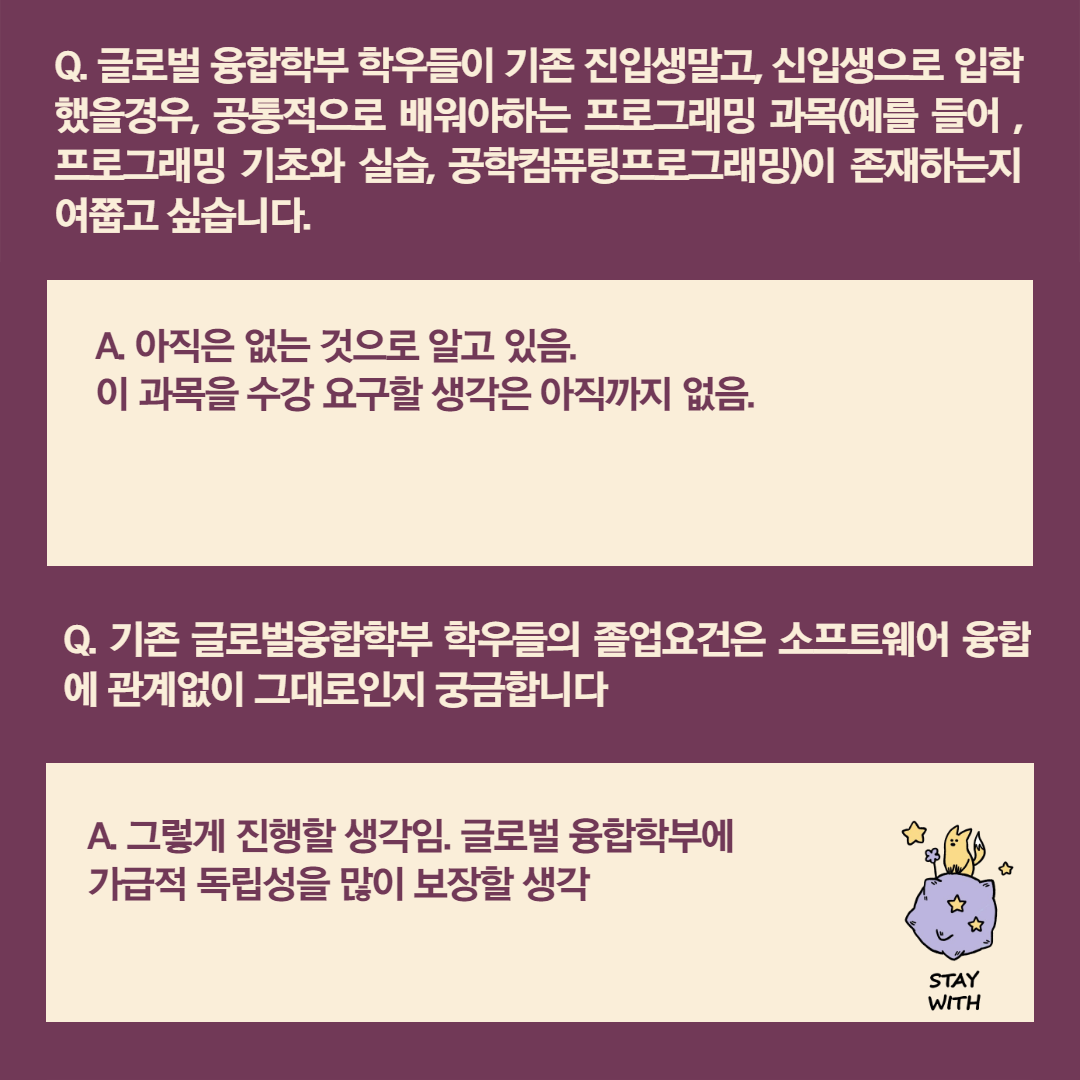 Q. 글로벌 융합학부 학우들이 기존 진입생말고, 신입생으로 입학
했을경우, 공통적으로 배워야하는 프로그래밍 과목(예를 들어 ,
프로그래밍 기초와 실습, 공학컴퓨팅프로그래밍)이 존재하는지
여쭙고 싶습니다.
A. 아직은 없는 것으로 알고 있음.
이 과목을 수강 요구할 생각은 아직까지 없음.
Q. 기존 글로벌융합학부 학우들의 졸업요건은 소프트웨어 융합
에 관계없이 그대로인지 궁금합니다
A. 그렇게 진행할 생각임. 글로벌 융합학부에
가급적 독립성을 많이 보장할 생각
STAY
WITH